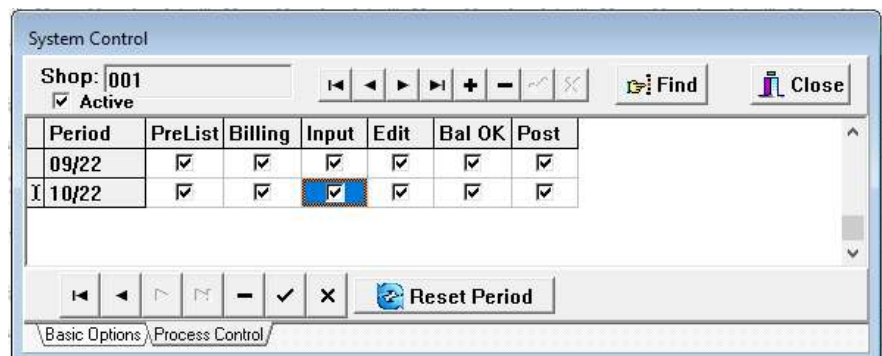 System Control
Shop: 001 Find Close
Active
Period PreList Billing Input Edit Bal OK Post
09/22
10/22
Reset Period
Basic Options Process Control